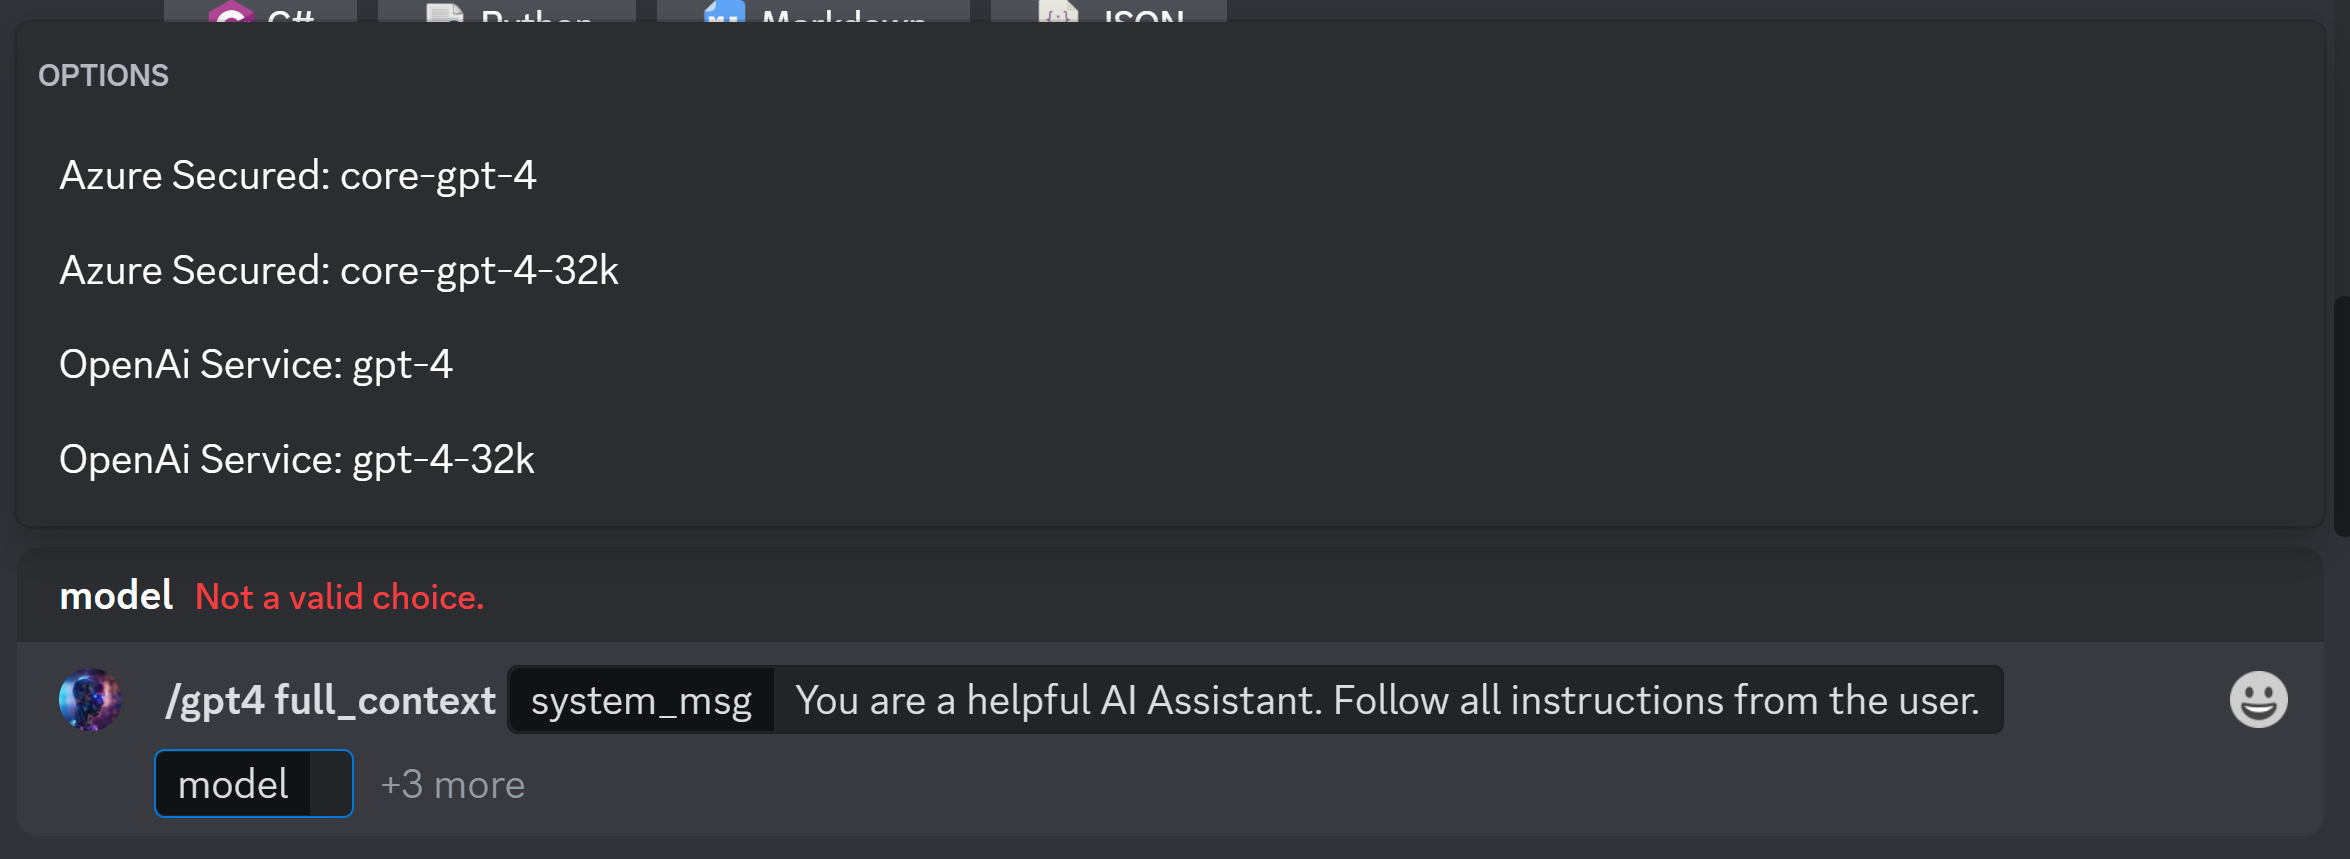 C# Python Markdown JSON
OPTIONS
Azure Secured: core-gpt-4
Azure Secured: core-gpt-4-32k
OpenAi Service: gpt-4
OpenAi Service: gpt-4-32k
model Not a valid choice.
/gpt4 full_context system_msg You are a helpful AI Assistant. Follow all instructions from the user.
model +3 more